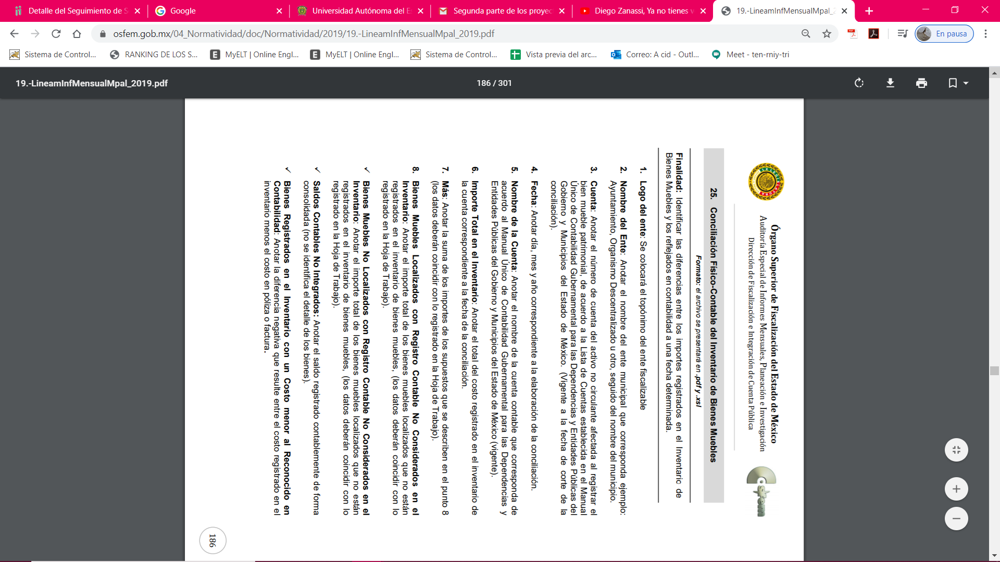 Detalle del Seguimiento de S
Google
Universidad Autónoma del E
Segunda parte de los proyec
Diego Zanassi, Ya no tienes v
19.-LineamInfMensualMpal_2
osfem.gob.mx/04_Normatividad/doc/Normatividad/2019/19.-LineamInfMensualMpal_2019.pdf
En pausa
Sistema de Control...
RANKING DE LOS S...
MyELT | Online Engl...
MyELT | Online Engl...
Sistema de Control...
Vista previa del arc...
Correo: A cid - Outl...
Meet - ten-rniy-tri
19.-LineamInfMensualMpal_2019.pdf
186 / 301
Órgano Superior de Fiscalización del Estado de México
Auditoría Especial de Informes Mensuales, Planeación e Investigación
Dirección de Fiscalización e Integración de Cuenta Pública
osfem
25. Conciliación Físico-Contable del Inventario de Bienes Muebles
Formato: el archivo se presentará en .pdf y .xsl
Finalidad: Identificar las diferencias entre los importes registrados en el Inventario de
Bienes Muebles y los reflejados en contabilidad a una fecha determinada.
1. Logo del ente: Se colocará el topónimo del ente fiscalizable
2. Nombre del Ente: Anotar el nombre del ente municipal que corresponda ejemplo:
Ayuntamiento, Organismo Descentralizado u otro, seguido del nombre del municipio.
3. Cuenta: Anotar el número de cuenta del activo no circulante afectada al registrar el
bien mueble patrimonial, de acuerdo a la Lista de Cuentas establecida en el Manual
Único de Contabilidad Gubernamental para las Dependencias y Entidades Públicas del
Gobierno y Municipios del Estado de México. (Vigente a la fecha de corte de la
conciliación).
4. Fecha: Anotar día, mes y año correspondiente a la elaboración de la conciliación.
5. Nombre de la Cuenta: Anotar el nombre de la cuenta contable que corresponda de
acuerdo al Manual Único de Contabilidad Gubernamental para las Dependencias y
Entidades Públicas del Gobierno y Municipios del Estado de México (vigente).
6. Importe Total en el Inventario: Anotar el total del costo registrado en el inventario de
la cuenta correspondiente a la fecha de la conciliación.
7. Más: Anotar la suma de los importes de los supuestos que se describen en el punto 8
(los datos deberán coincidir con lo registrado en la Hoja de Trabajo).
8. Bienes Muebles Localizados con Registro Contable No Considerados en el
Inventario: Anotar el importe total de los bienes muebles localizados que no están
registrados en el inventario de bienes muebles, (los datos deberán coincidir con lo
registrado en la Hoja de Trabajo).
✓ Bienes Muebles No Localizados con Registro Contable No Considerados en el
Inventario: Anotar el importe total de los bienes muebles localizados que no están
registrados en el inventario de bienes muebles, (los datos deberán coincidir con lo
registrado en la Hoja de Trabajo).
✓ Saldos Contables No Integrados: Anotar el saldo registrado contablemente de forma
consolidada (no se identifica el detalle de los bienes).
✓ Bienes Registrados en el Inventario con un Costo menor al Reconocido en
Contabilidad: Anotar la diferencia negativa que resulte entre el costo registrado en el
inventario menos el costo en póliza o factura.
186